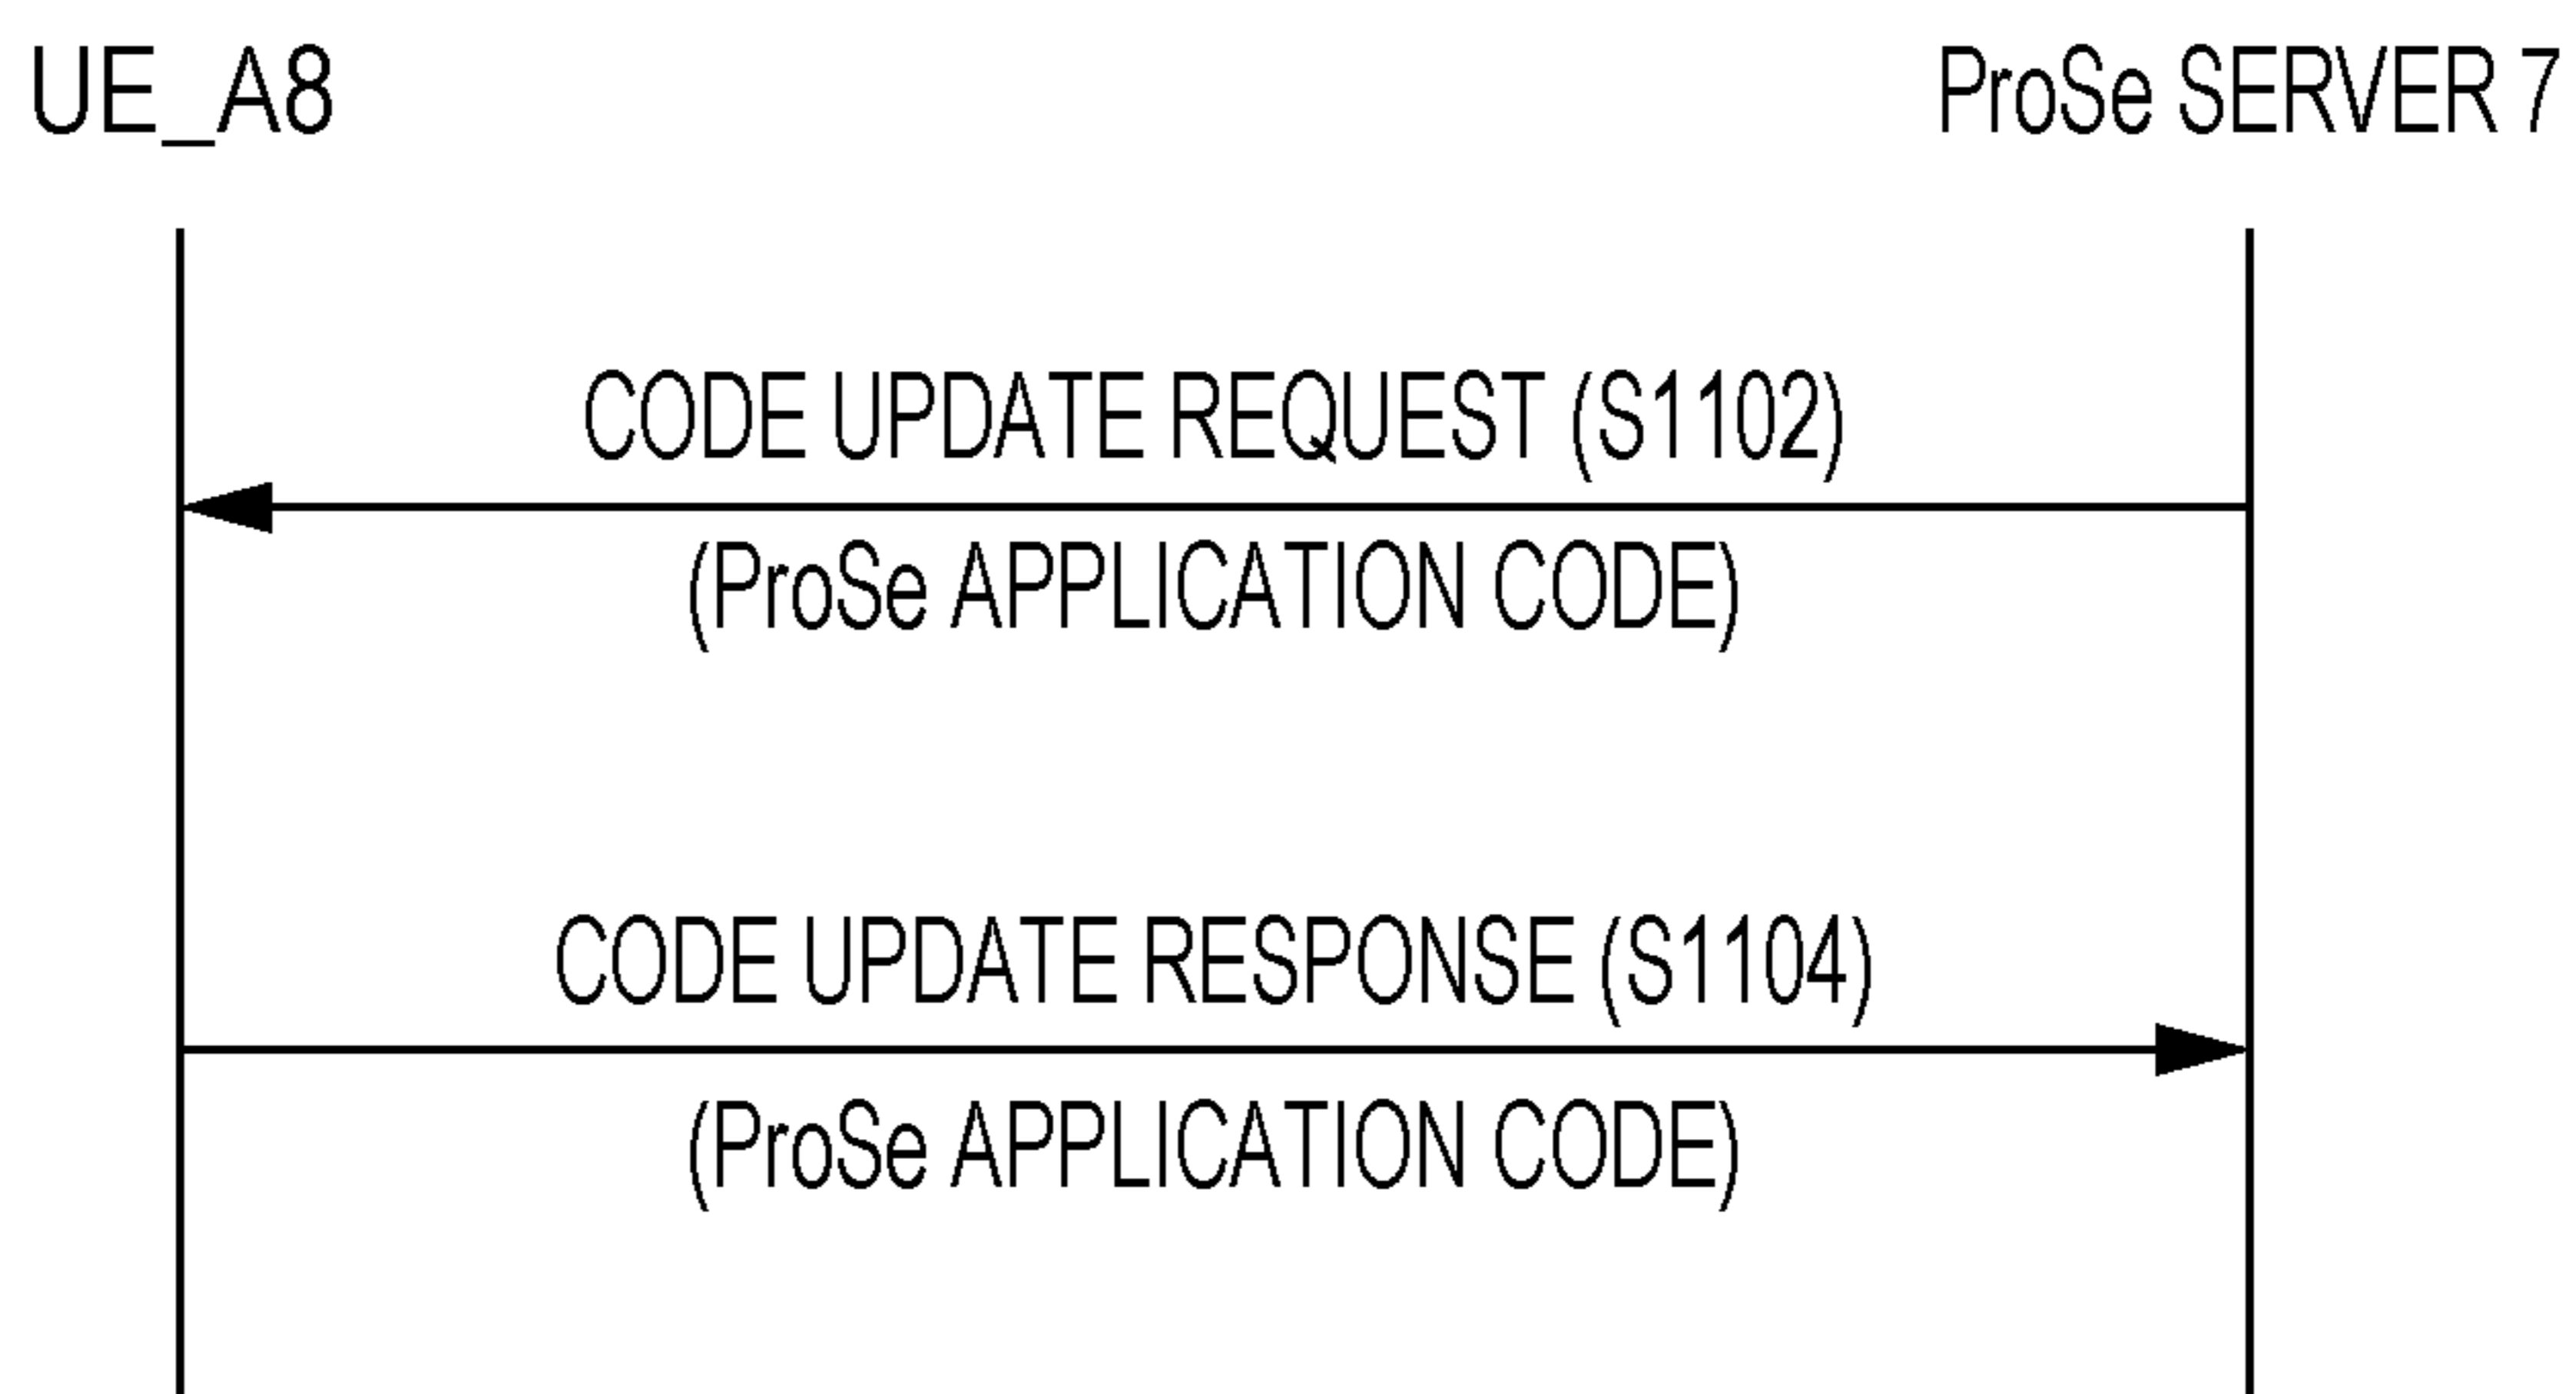 UE_A8
ProSe SERVER 7
CODE UPDATE REQUEST (S1102)
(ProSe APPLICATION CODE)
CODE UPDATE RESPONSE (S1104)
(ProSe APPLICATION CODE)